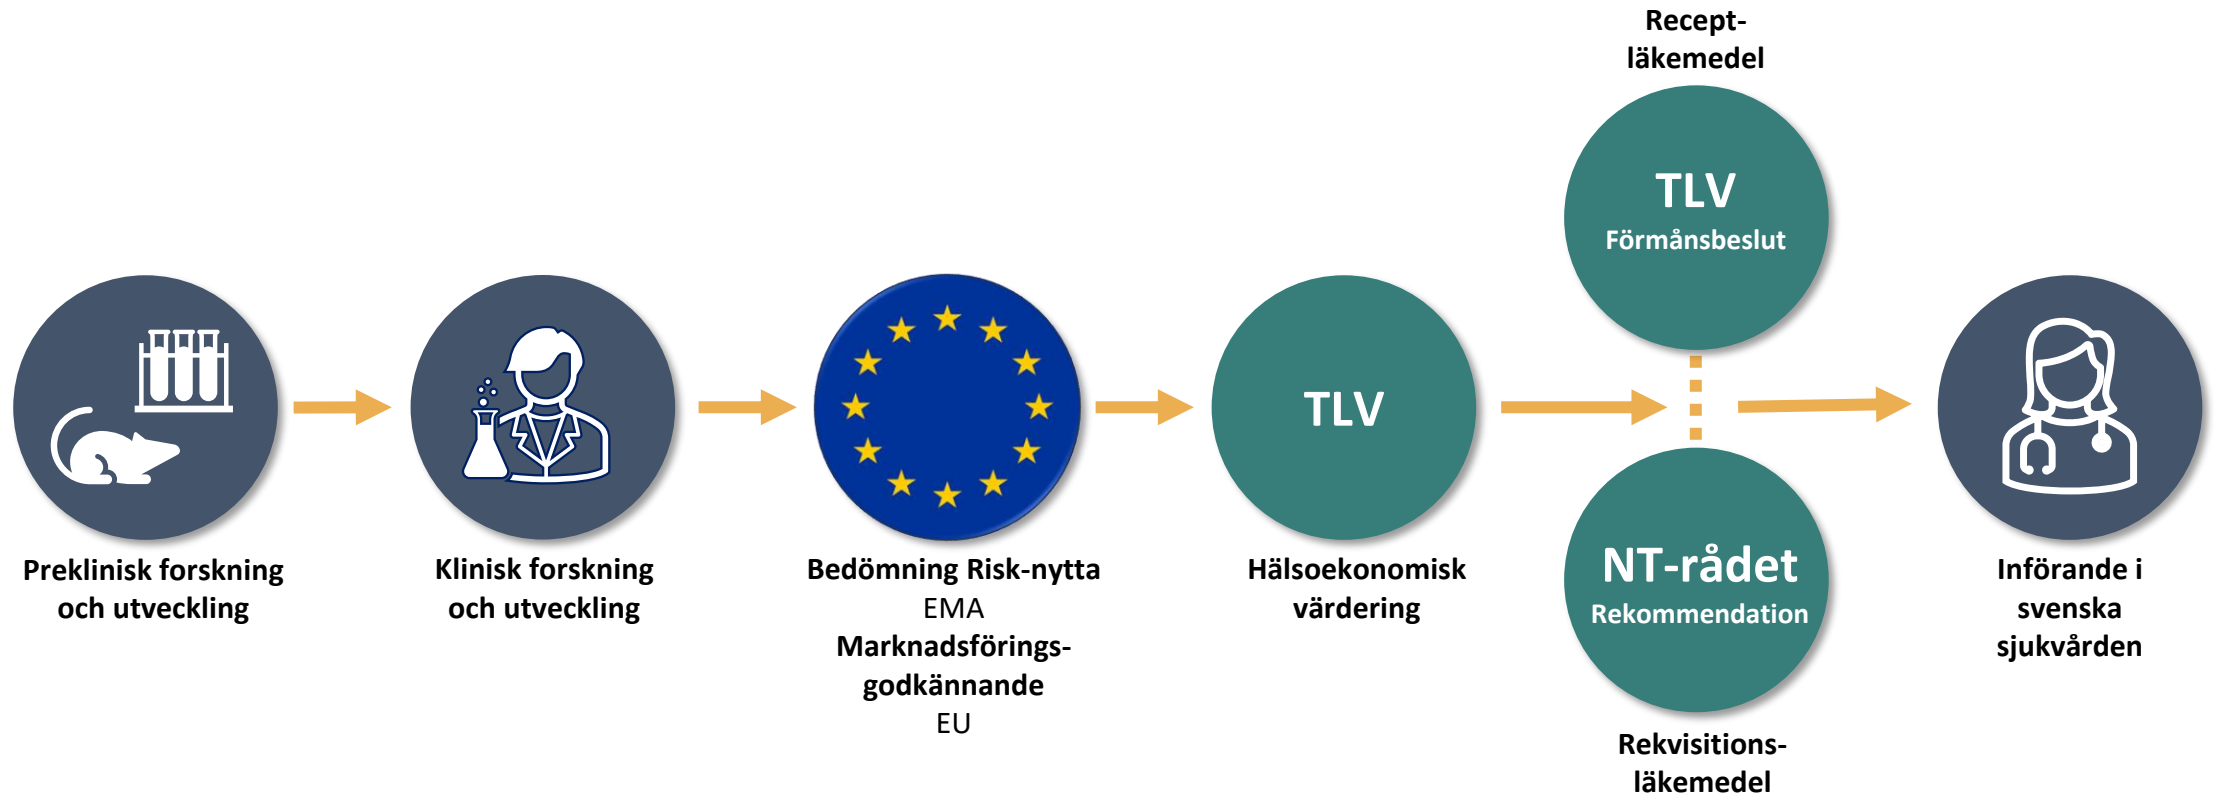 Recept-
läkemedel
TLV
Förmånsbeslut
TLV
NT-rådet
Rekommendation
Preklinisk forskning
och utveckling
Klinisk forskning
och utveckling
Bedömning Risk-nytta
EMA
Marknadsförings-
godkännande
EU
Hälsoekonomisk
värdering
Rekvisitions-
läkemedel
Införande i
svenska
sjukvården